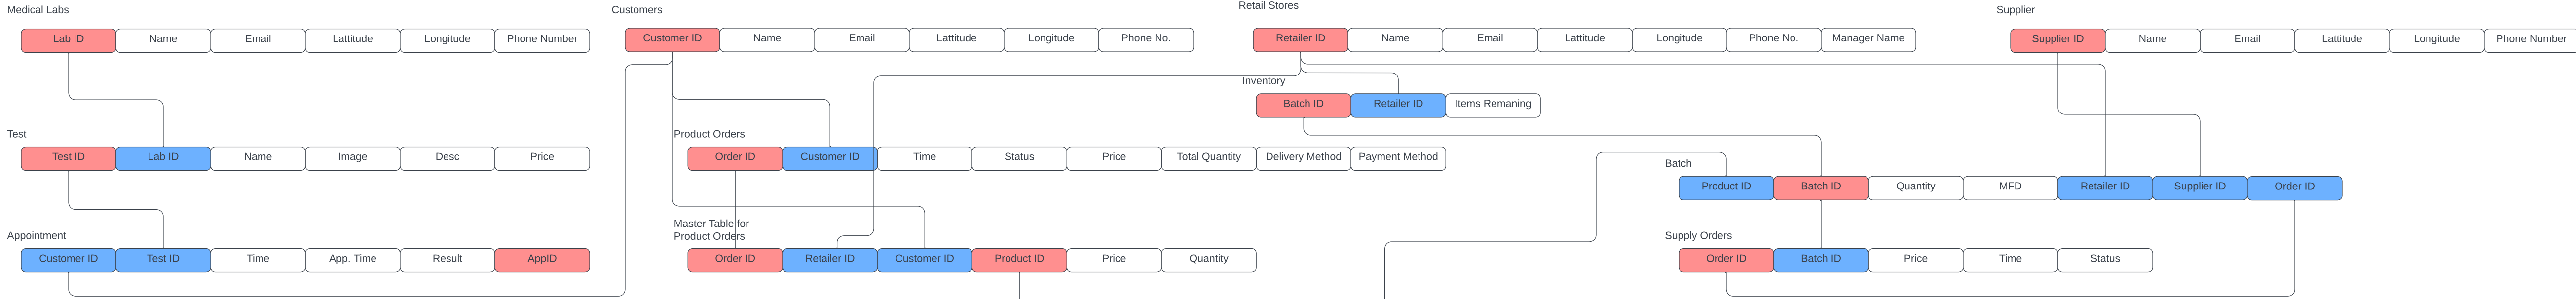 Medical Labs
Lab ID Name Email Lattitude Longitude Phone Number
Customers
Customer ID Name Email Lattitude Longitude Phone No.
Retail Stores
Retailer ID Name Email Lattitude Longitude Phone No. Manager Name
Supplier
Supplier ID Name Email Lattitude Longitude Phone Number
Inventory
Batch ID Retailer ID Items Remaning
Test
Test ID Lab ID Name Image Desc Price
Product Orders
Order ID Customer ID Time Status Price Total Quantity Delivery Method Payment Method
Batch
Product ID Batch ID Quantity MFD Retailer ID Supplier ID Order ID
Appointment
Customer ID Test ID Time App. Time Result AppID
Master Table for
Product Orders
Order ID Retailer ID Customer ID Product ID Price Quantity
Supply Orders
Order ID Batch ID Price Time Status